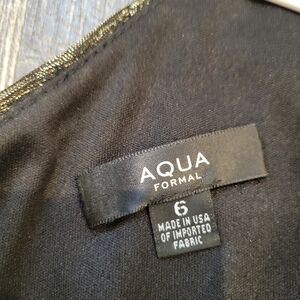 AQUA
FORMAL
6
MADE IN USA
OF IMPORTED
FABRIC